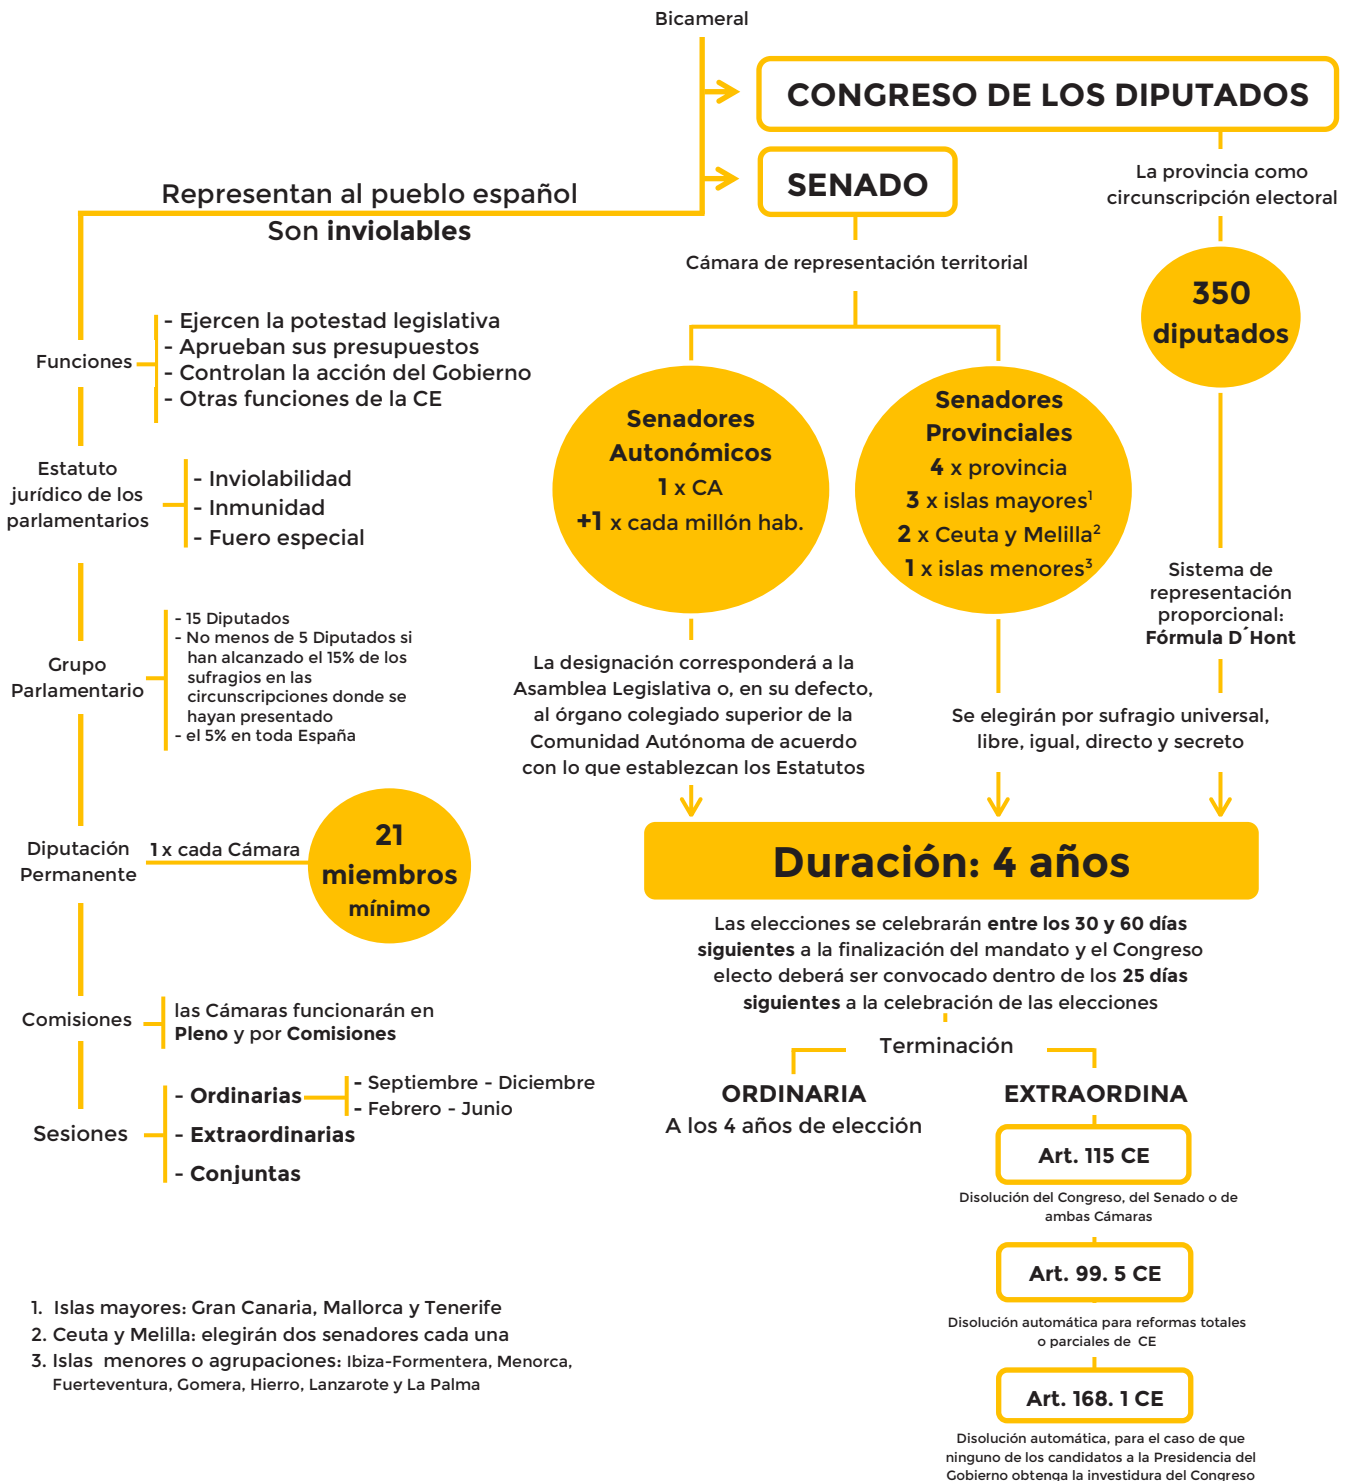 Bicameral
CONGRESO DE LOS DIPUTADOS
SENADO
La provincia como
circunscripción electoral
350
diputados
Representan al pueblo español
Son inviolables
Cámara de representación territorial
Funciones
- Ejercen la potestad legislativa
- Aprueban sus presupuestos
- Controlan la acción del Gobierno
- Otras funciones de la CE
Estatuto
jurídico de los
parlamentarios
- Inviolabilidad
- Inmunidad
- Fuero especial
Grupo
Parlamentario
- 15 Diputados
- No menos de 5 Diputados si
han alcanzado el 15% de los
sufragios en las
circunscripciones donde se
hayan presentado
- el 5% en toda España
Diputación
Permanente
1 x cada Cámara
21
miembros
mínimo
Comisiones
las Cámaras funcionarán en
Pleno y por Comisiones
Sesiones
- Ordinarias
- Septiembre - Diciembre
- Febrero - Junio
- Extraordinarias
- Conjuntas
Senadores
Autonómicos
1 x CA
+1 x cada millón hab.
Senadores
Provinciales
4 x provincia
3 x islas mayores¹
2 x Ceuta y Melilla²
1 x islas menores³
Sistema de
representación
proporcional:
Fórmula D´Hont
La designación corresponderá a la
Asamblea Legislativa o, en su defecto,
al órgano colegiado superior de la
Comunidad Autónoma de acuerdo
con lo que establezcan los Estatutos
Se elegirán por sufragio universal,
libre, igual, directo y secreto
Duración: 4 años
Las elecciones se celebrarán entre los 30 y 60 días
siguientes a la finalización del mandato y el Congreso
electo deberá ser convocado dentro de los 25 días
siguientes a la celebración de las elecciones
Terminación
ORDINARIA
A los 4 años de elección
EXTRAORDINA
Art. 115 CE
Disolución del Congreso, del Senado o de
ambas Cámaras
Art. 99. 5 CE
Disolución automática para reformas totales
o parciales de CE
Art. 168. 1 CE
Disolución automática, para el caso de que
ninguno de los candidatos a la Presidencia del
Gobierno obtenga la investidura del Congreso
1. Islas mayores: Gran Canaria, Mallorca y Tenerife
2. Ceuta y Melilla: elegirán dos senadores cada una
3. Islas menores o agrupaciones: Ibiza-Formentera, Menorca,
Fuerteventura, Gomera, Hierro, Lanzarote y La Palma